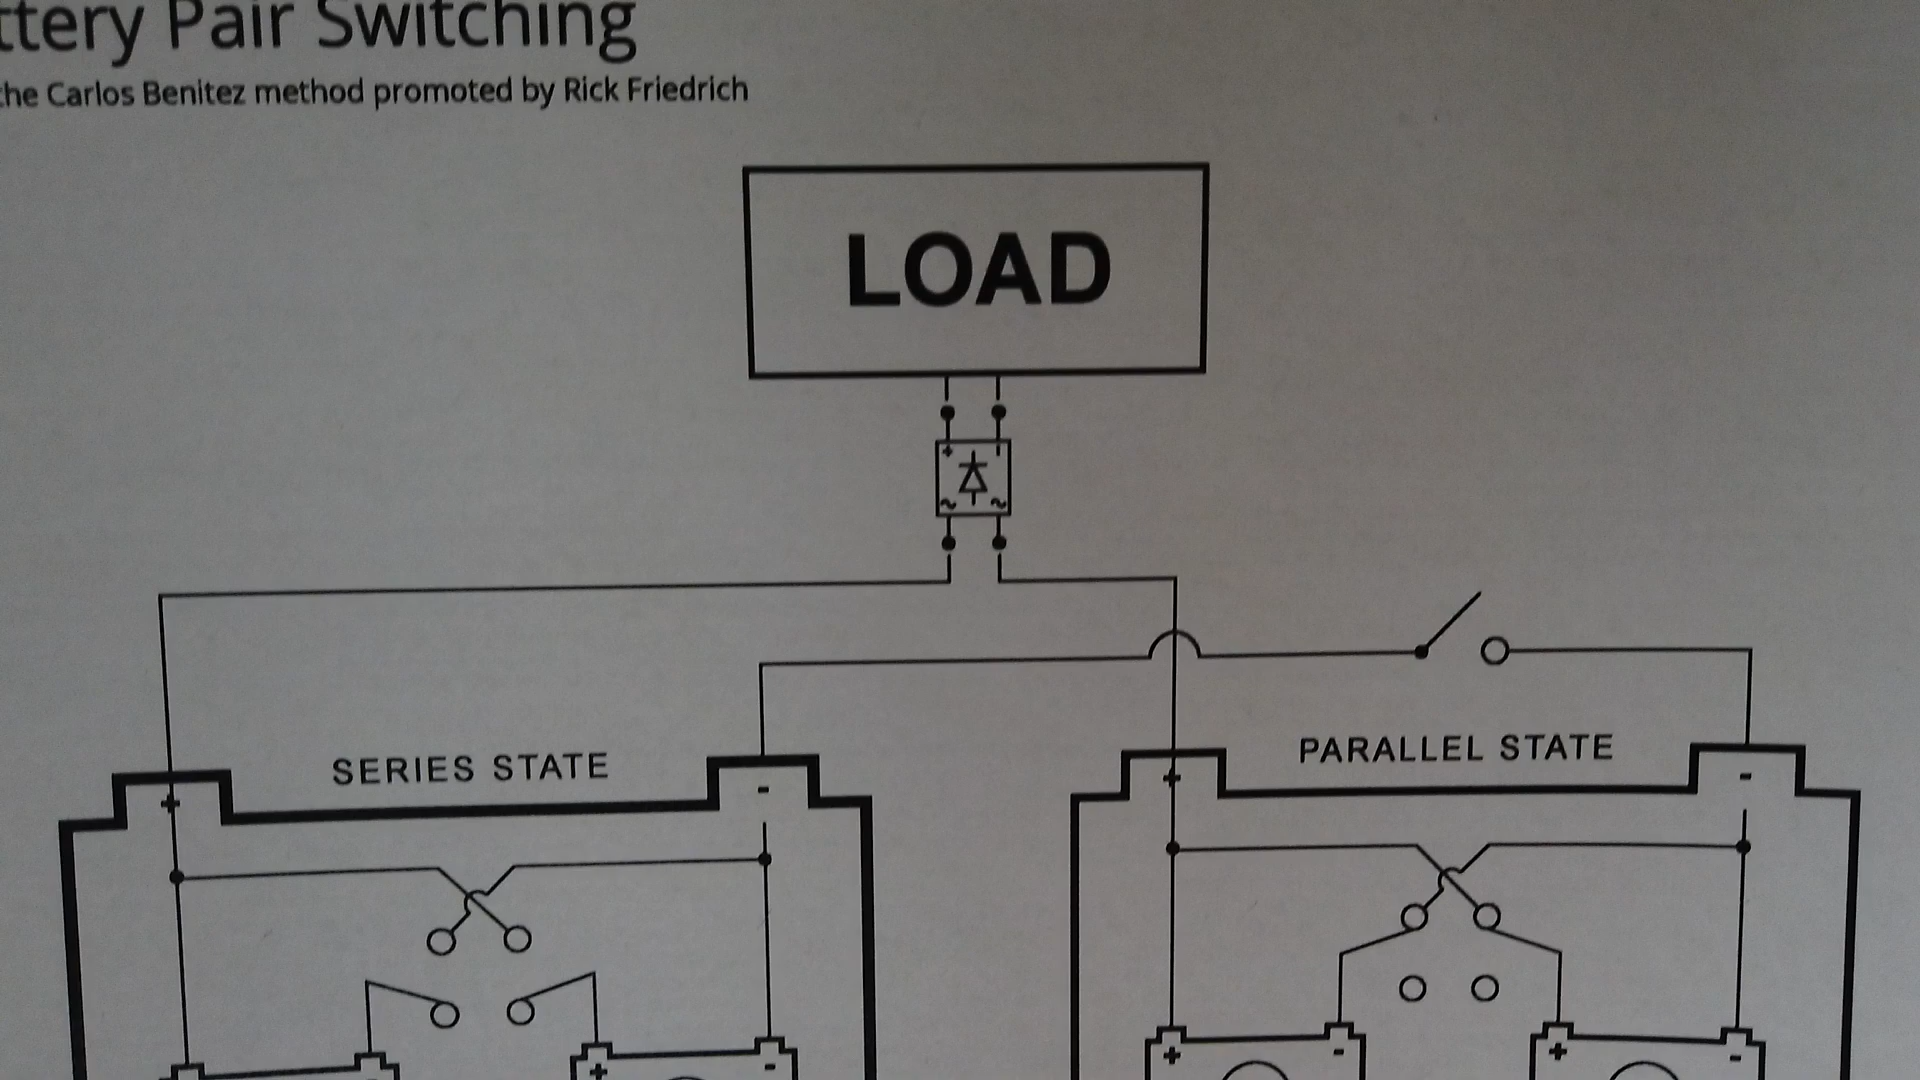 ttery Pair Switching
the Carlos Benitez method promoted by Rick Friedrich
LOAD
+ -
~ ~
SERIES STATE
PARALLEL STATE
+ - + -
+ - + - + -